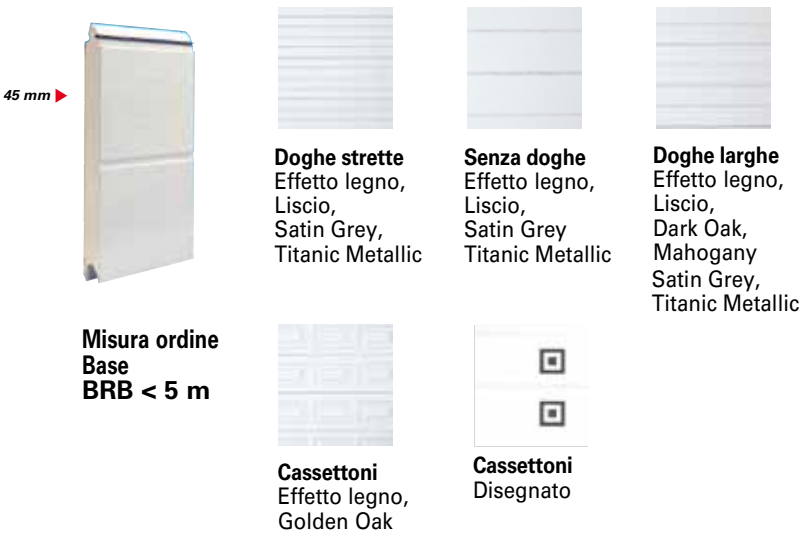 45 mm
Doghe strette
Effetto legno,
Liscio,
Satin Grey,
Titanic Metallic
Senza doghe
Effetto legno,
Liscio,
Satin Grey
Titanic Metallic
Doghe larghe
Effetto legno,
Liscio,
Dark Oak,
Mahogany
Satin Grey,
Titanic Metallic
Misura ordine
Base
BRB < 5 m
Cassettoni
Effetto legno,
Golden Oak
Cassettoni
Disegnato